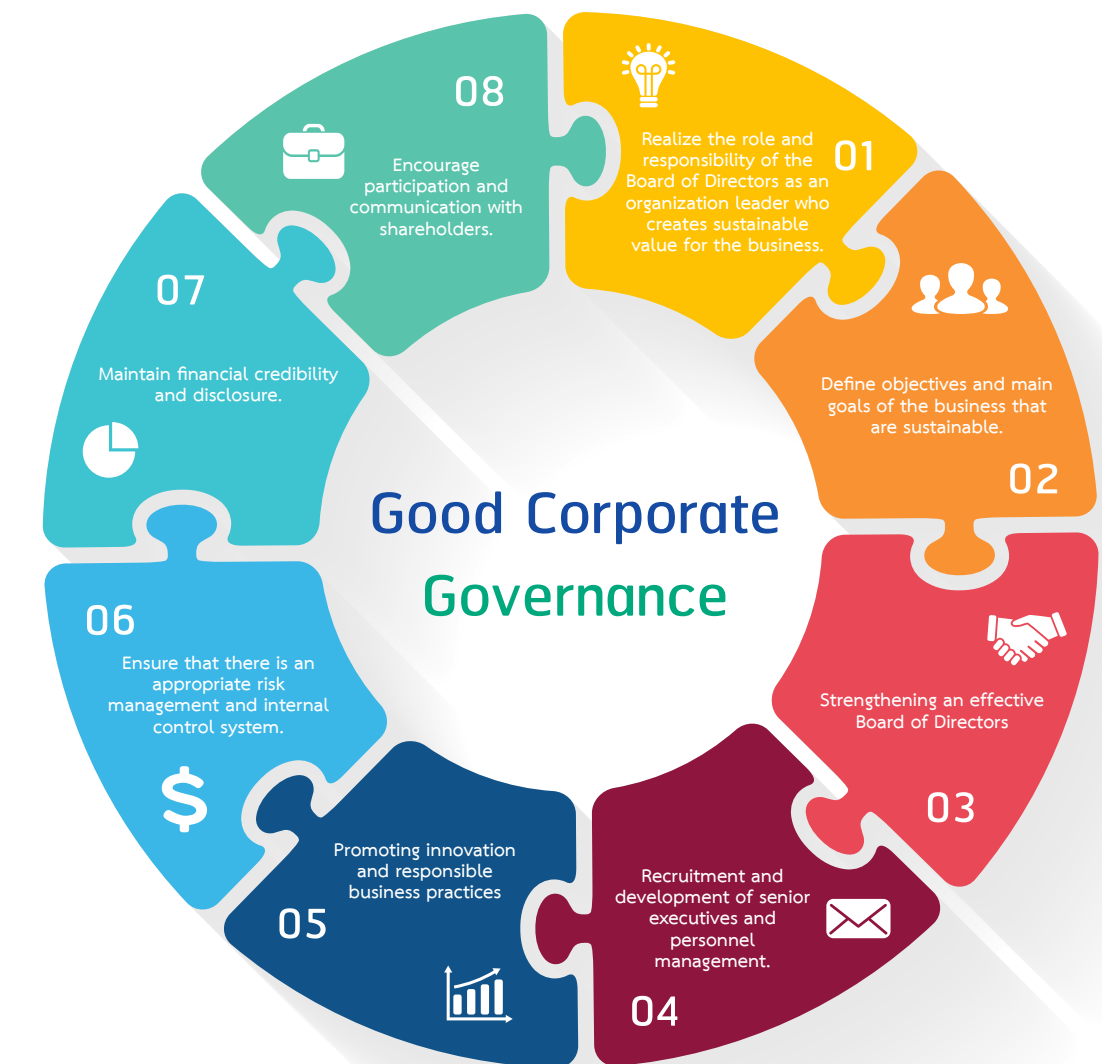 Good Corporate
Governance
01
Realize the role and
responsibility of the
Board of Directors as an
organization leader who
creates sustainable
value for the business.
Define objectives and main
goals of the business that
are sustainable.
02
Strengthening an effective
Board of Directors
03
Recruitment and
development of senior
executives and
personnel
management.
04
Promoting innovation
and responsible
business practices
05
06
Ensure that there is an
appropriate risk
management and internal
control system.
$
07
Maintain financial credibility
and disclosure.
08
Encourage
participation and
communication with
shareholders.